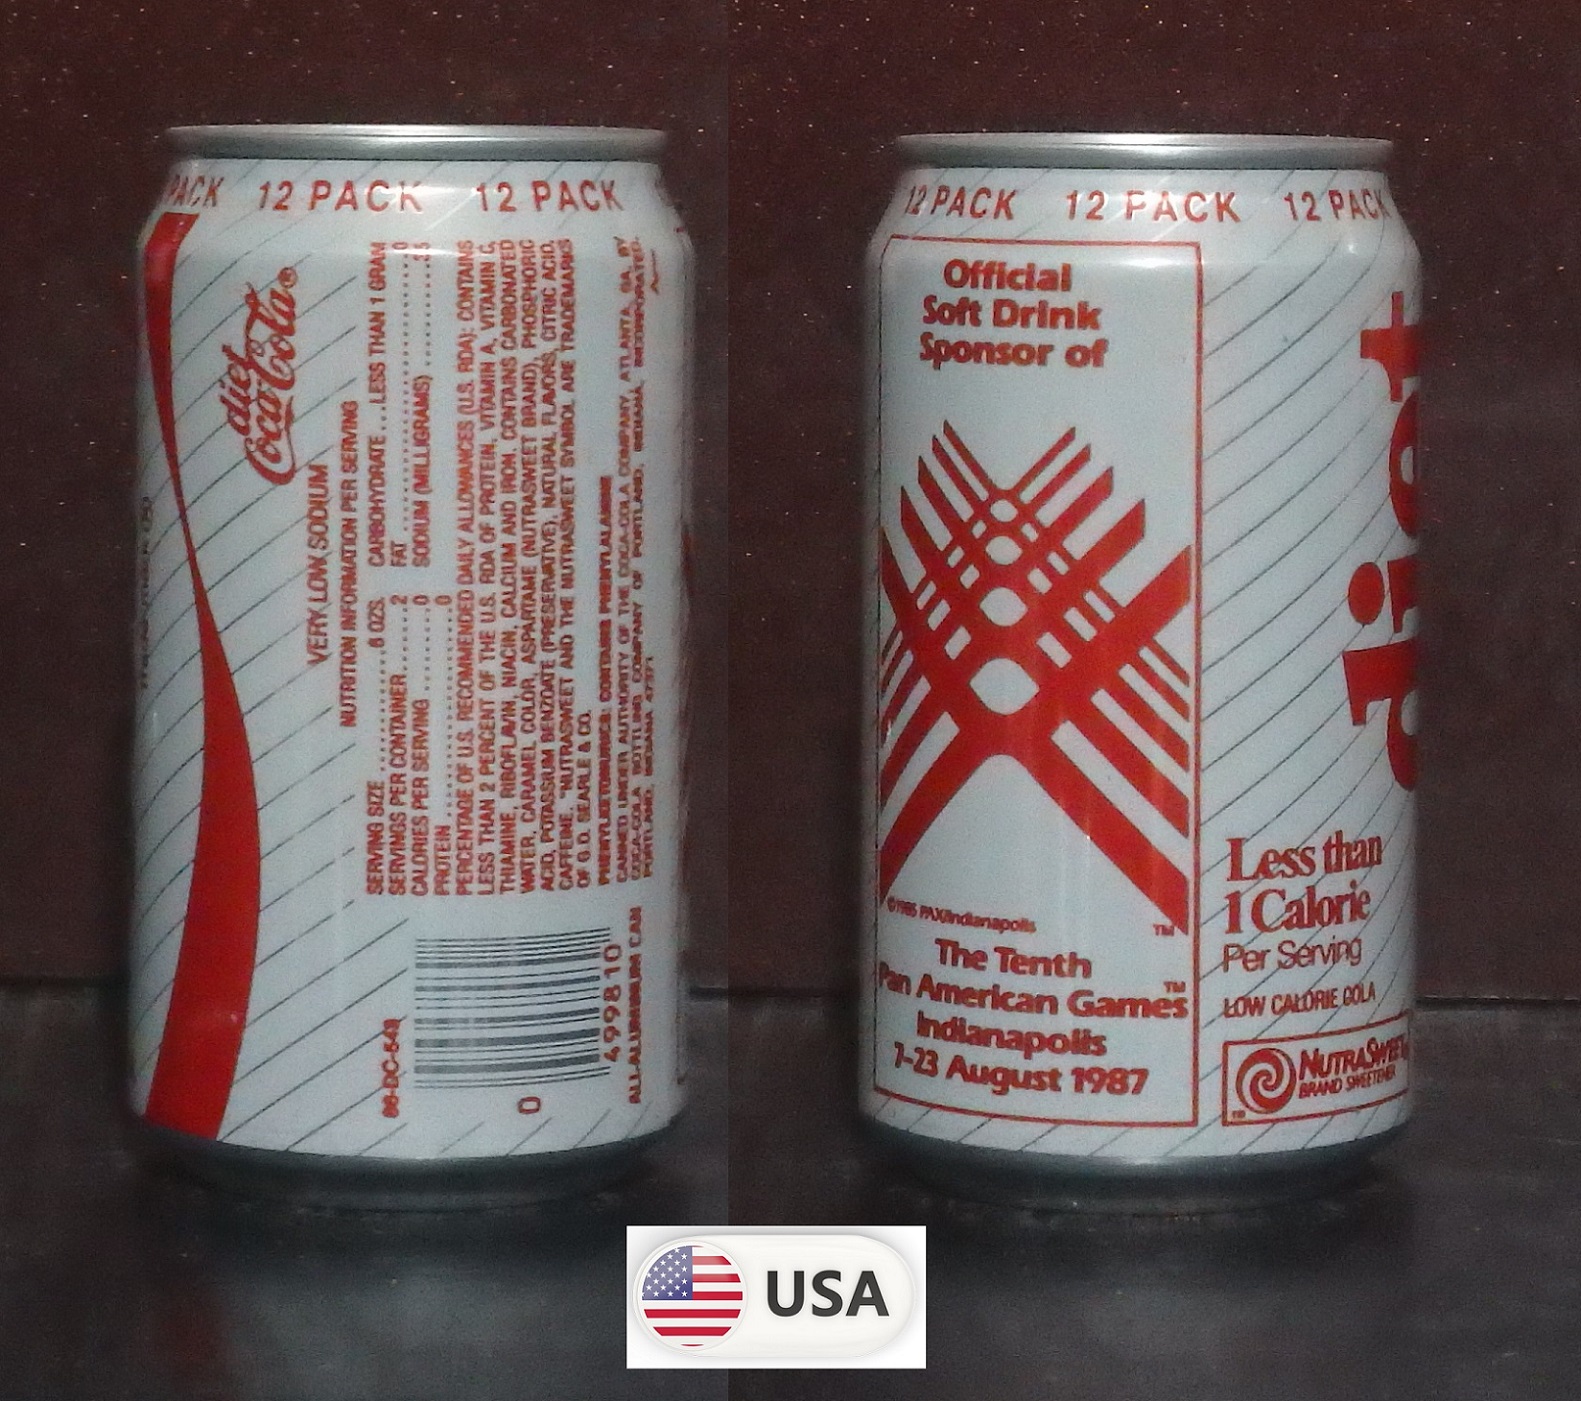 PACK 12 PACK 12 PACK
diet
Coca-Cola®
VERY LOW SODIUM
NUTRITION INFORMATION PER SERVING
SERVING SIZE 6 OZS.
SERVINGS PER CONTAINER 2
CALORIES PER SERVING 0
PROTEIN 0
CARBOHYDRATE LESS THAN 1 GRAM
FAT 0
SODIUM (MILLIGRAMS)
PERCENTAGE OF U.S. RECOMMENDED DAILY ALLOWANCES (U.S. RDA): CONTAINS
LESS THAN 2 PERCENT OF THE U.S. RDA OF PROTEIN, VITAMIN A, VITAMIN C,
THIAMINE, RIBOFLAVIN, NIACIN, CALCIUM AND IRON. CONTAINS CARBONATED
WATER, CARAMEL COLOR, ASPARTAME (NUTRASWEET BRAND), PHOSPHORIC
ACID, POTASSIUM BENZOATE (PRESERVATIVE), NATURAL FLAVORS, CITRIC ACID,
CAFFEINE. "NUTRASWEET AND THE NUTRASWEET SYMBOL ARE TRADEMARKS
OF G.D. SEARLE & CO.
PHENYLKETONURICS: CONTAINS PHENYLALANINE
CANNED UNDER AUTHORITY OF THE COCA-COLA COMPANY, ATLANTA, GA. BY
COCA-COLA BOTTLING COMPANY OF PORTLAND, INDIANA, INCORPORATED,
PORTLAND, INDIANA 47371
0
499810
ALL-ALUMINUM CAN
12 PACK 12 PACK 12 PACK
Official
Soft Drink
Sponsor of
©1985 PAX/Indianapolis
TM
The Tenth
Pan American Games™
Indianapolis
7-23 August 1987
diet
Less than
1 Calorie
Per Serving
LOW CALORIE COLA
NUTRASWEET
BRAND SWEETENER
TM
USA